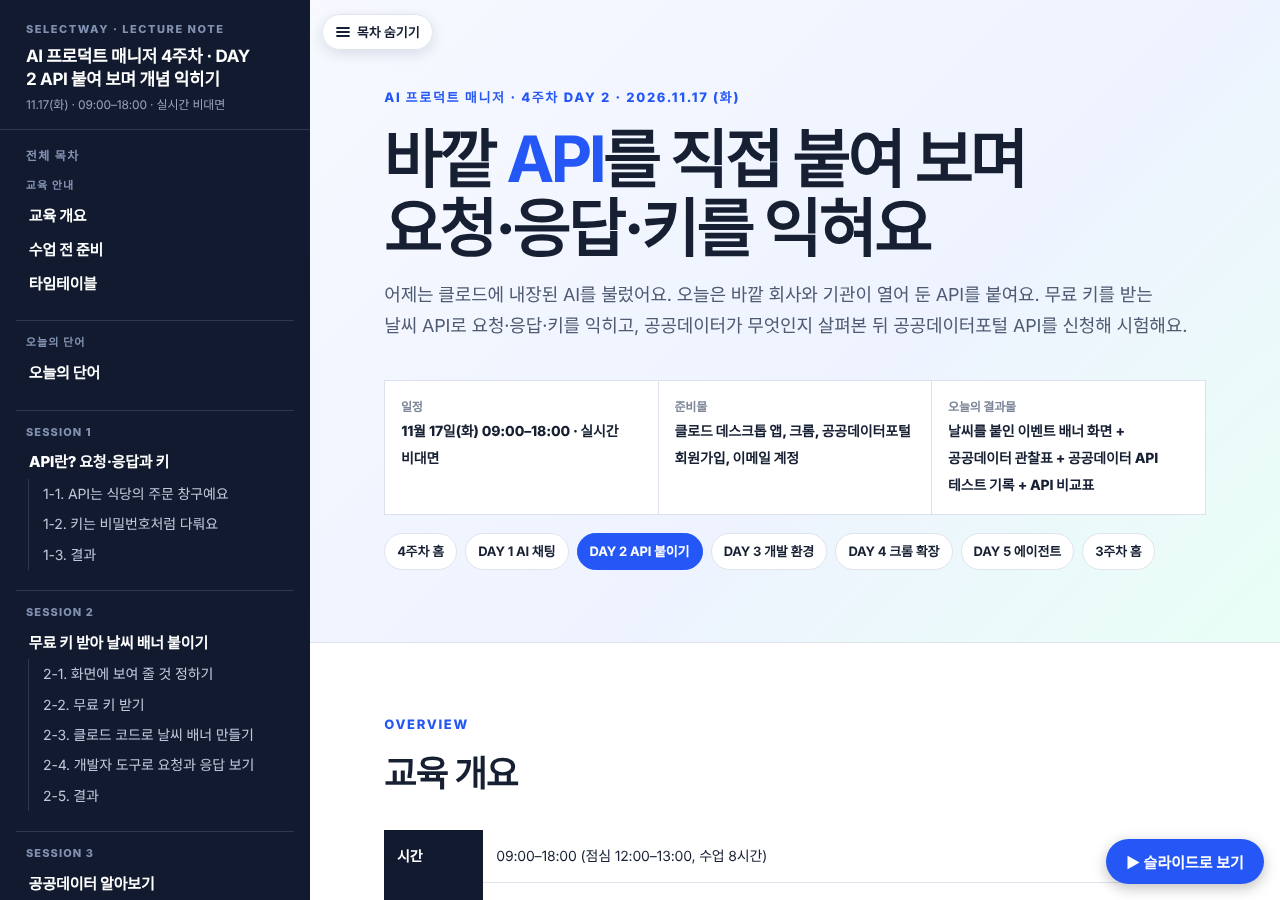 SELECTWAY · LECTURE NOTE
AI 프로덕트 매니저 4주차 · DAY
2 API 붙여 보며 개념 익히기
11.17(화) · 09:00–18:00 · 실시간 비대면
전체 목차
교육 안내
교육 개요
수업 전 준비
타임테이블
오늘의 단어
오늘의 단어
SESSION 1
API란? 요청·응답과 키
1-1. API는 식당의 주문 창구예요
1-2. 키는 비밀번호처럼 다뤄요
1-3. 결과
SESSION 2
무료 키 받아 날씨 배너 붙이기
2-1. 화면에 보여 줄 것 정하기
2-2. 무료 키 받기
2-3. 클로드 코드로 날씨 배너 만들기
2-4. 개발자 도구로 요청과 응답 보기
2-5. 결과
SESSION 3
공공데이터 알아보기
목차 숨기기
AI 프로덕트 매니저 · 4주차 DAY 2 · 2026.11.17 (화)
바깥 API를 직접 붙여 보며
요청·응답·키를 익혀요
어제는 클로드에 내장된 AI를 불렀어요. 오늘은 바깥 회사와 기관이 열어 둔 API를 붙여요. 무료 키를 받는
날씨 API로 요청·응답·키를 익히고, 공공데이터가 무엇인지 살펴본 뒤 공공데이터포털 API를 신청해 시험해요.
일정
11월 17일(화) 09:00–18:00 · 실시간
비대면
준비물
클로드 데스크톱 앱, 크롬, 공공데이터포털
회원가입, 이메일 계정
오늘의 결과물
날씨를 붙인 이벤트 배너 화면 +
공공데이터 관찰표 + 공공데이터 API
테스트 기록 + API 비교표
4주차 홈
DAY 1 AI 채팅
DAY 2 API 붙이기
DAY 3 개발 환경
DAY 4 크롬 확장
DAY 5 에이전트
3주차 홈
OVERVIEW
교육 개요
시간
09:00–18:00 (점심 12:00–13:00, 수업 8시간)
▶ 슬라이드로 보기